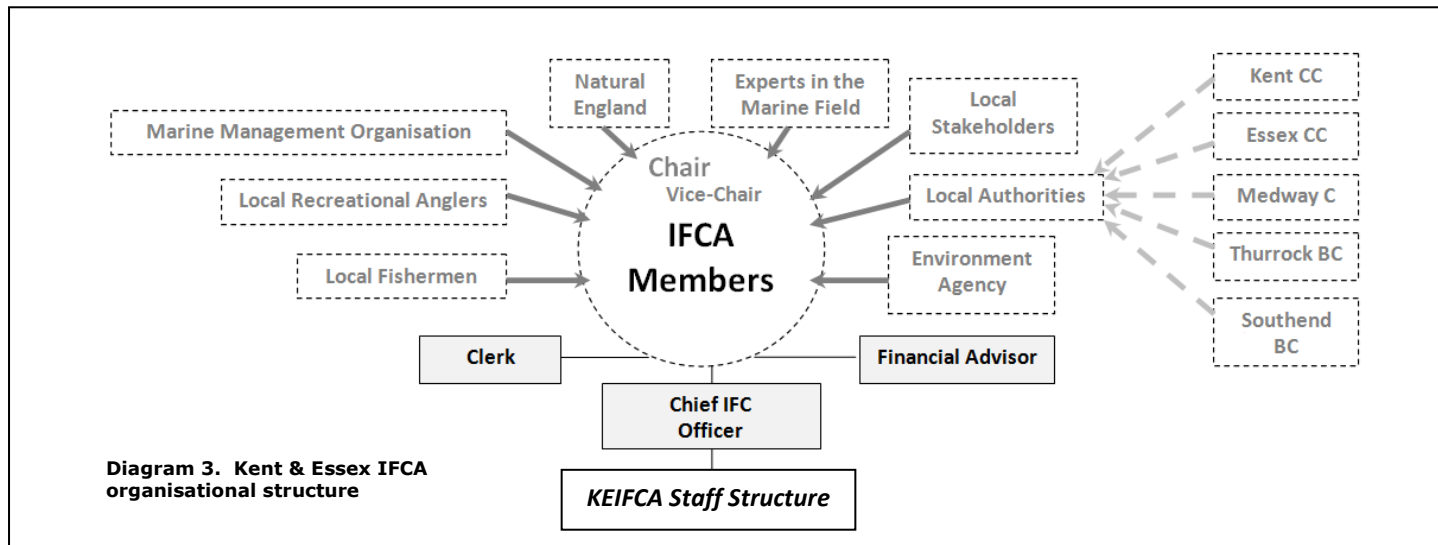 Natural
England
Experts in the
Marine Field
Local
Stakeholders
Kent CC
Essex CC
Marine Management Organisation
Chair
Vice-Chair
IFCA
Members
Local Recreational Anglers
Local Authorities
Medway C
Thurrock BC
Local Fishermen
Environment
Agency
Southend
BC
Clerk
Financial Advisor
Chief IFC
Officer
Diagram 3. Kent & Essex IFCA
organisational structure
KEIFCA Staff Structure